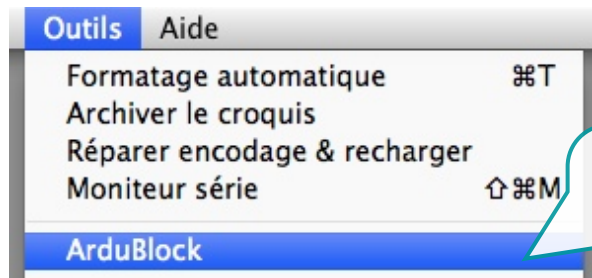 Outils Aide
Formatage automatique ⌘T
Archiver le croquis
Réparer encodage & recharger
Moniteur série ⇧⌘M
ArduBlock